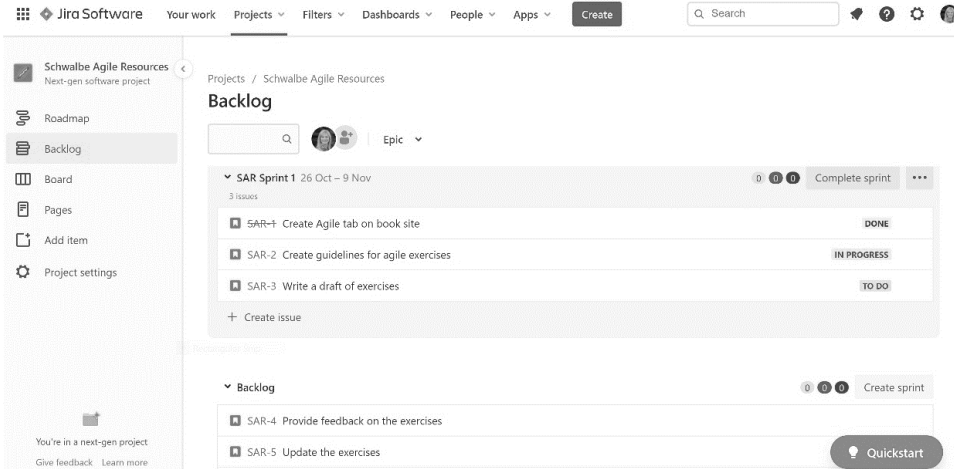 Jira Software Your work Projects Filters Dashboards People Apps Create Search
Schwalbe Agile Resources
Next-gen software project
Roadmap
Backlog
Board
Pages
Add item
Project settings
You're in a next-gen project
Give feedback Learn more
Projects / Schwalbe Agile Resources
Backlog
Epic
SAR Sprint 1 26 Oct – 9 Nov 0 0 0 Complete sprint
3 issues
SAR-1 Create Agile tab on book site DONE
SAR-2 Create guidelines for agile exercises IN PROGRESS
SAR-3 Write a draft of exercises TO DO
+ Create issue
Backlog 0 0 0 Create sprint
SAR-4 Provide feedback on the exercises
SAR-5 Update the exercises
Quickstart